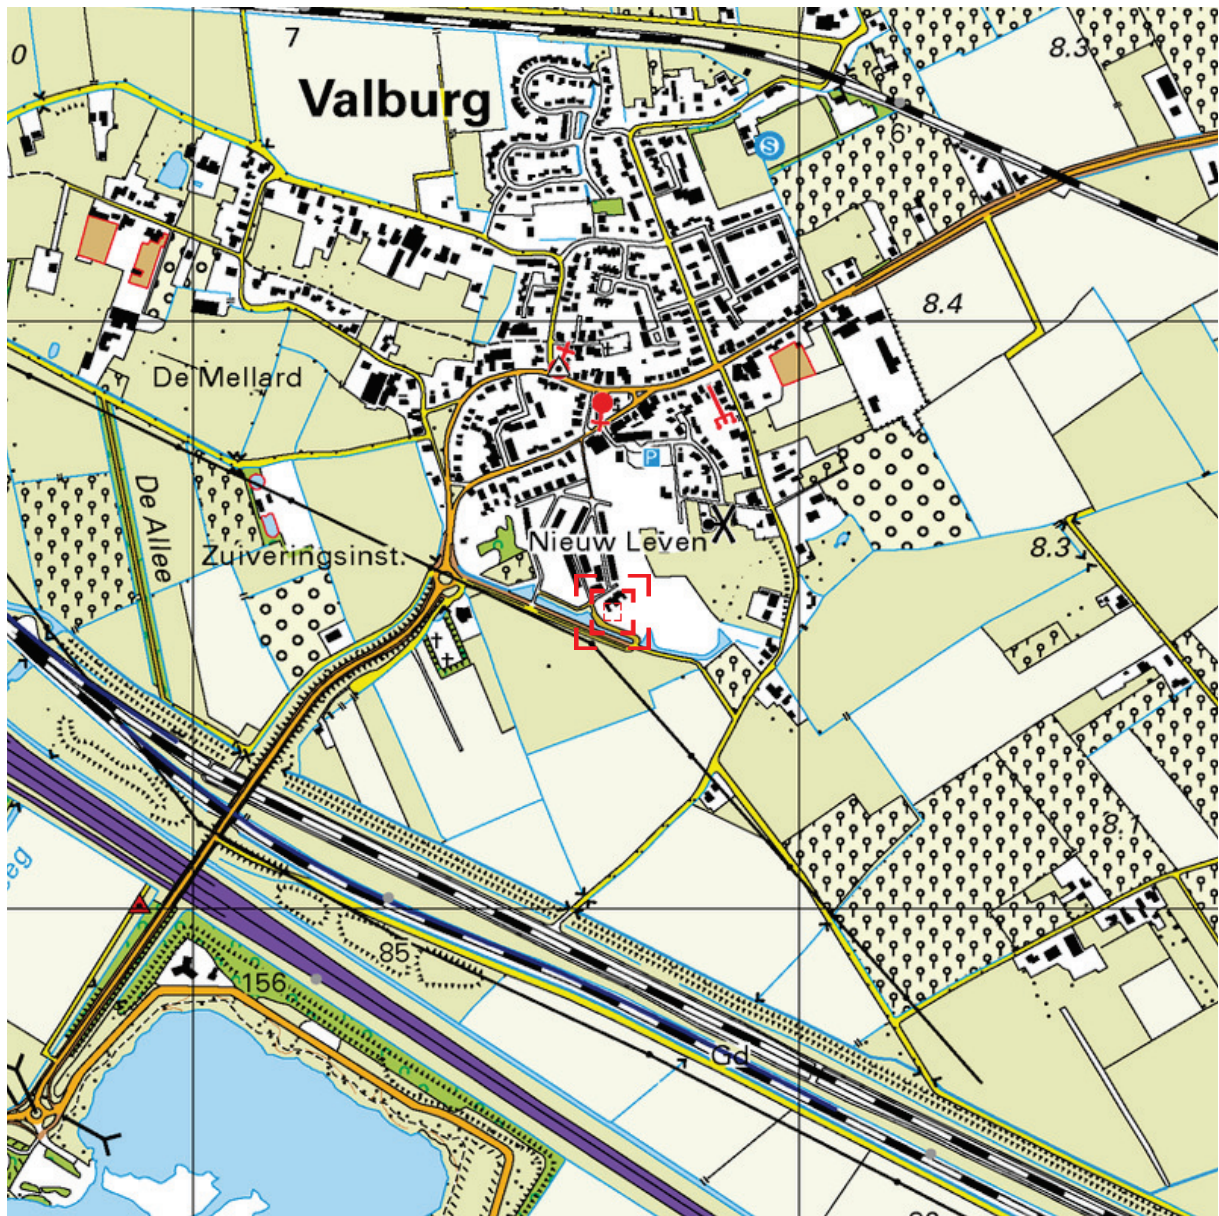 0
7
8.3
Valburg
6
S
8.4
De Mellard
P
De Allee
Zuiveringsinst.
Nieuw Leven
8.3
8.1
eg
85
156
Gd